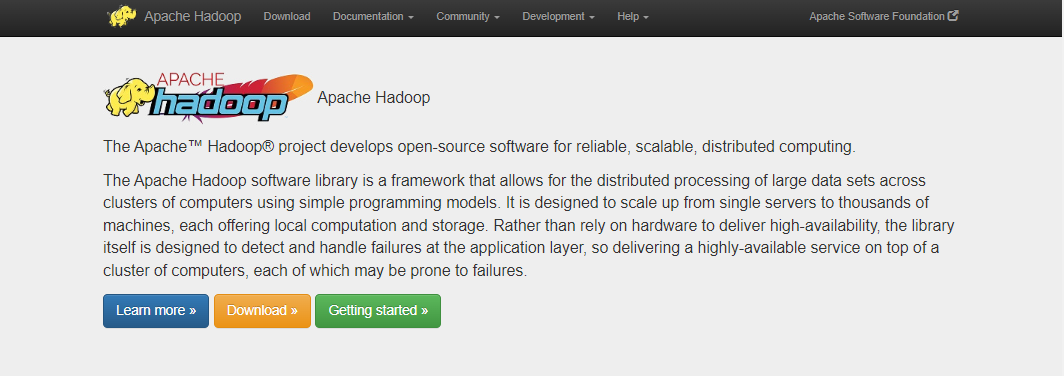 Apache Hadoop Download Documentation Community Development Help Apache Software Foundation
APACHE
hadoop
Apache Hadoop
The Apache™ Hadoop® project develops open-source software for reliable, scalable, distributed computing.
The Apache Hadoop software library is a framework that allows for the distributed processing of large data sets across
clusters of computers using simple programming models. It is designed to scale up from single servers to thousands of
machines, each offering local computation and storage. Rather than rely on hardware to deliver high-availability, the library
itself is designed to detect and handle failures at the application layer, so delivering a highly-available service on top of a
cluster of computers, each of which may be prone to failures.
Learn more » Download » Getting started »